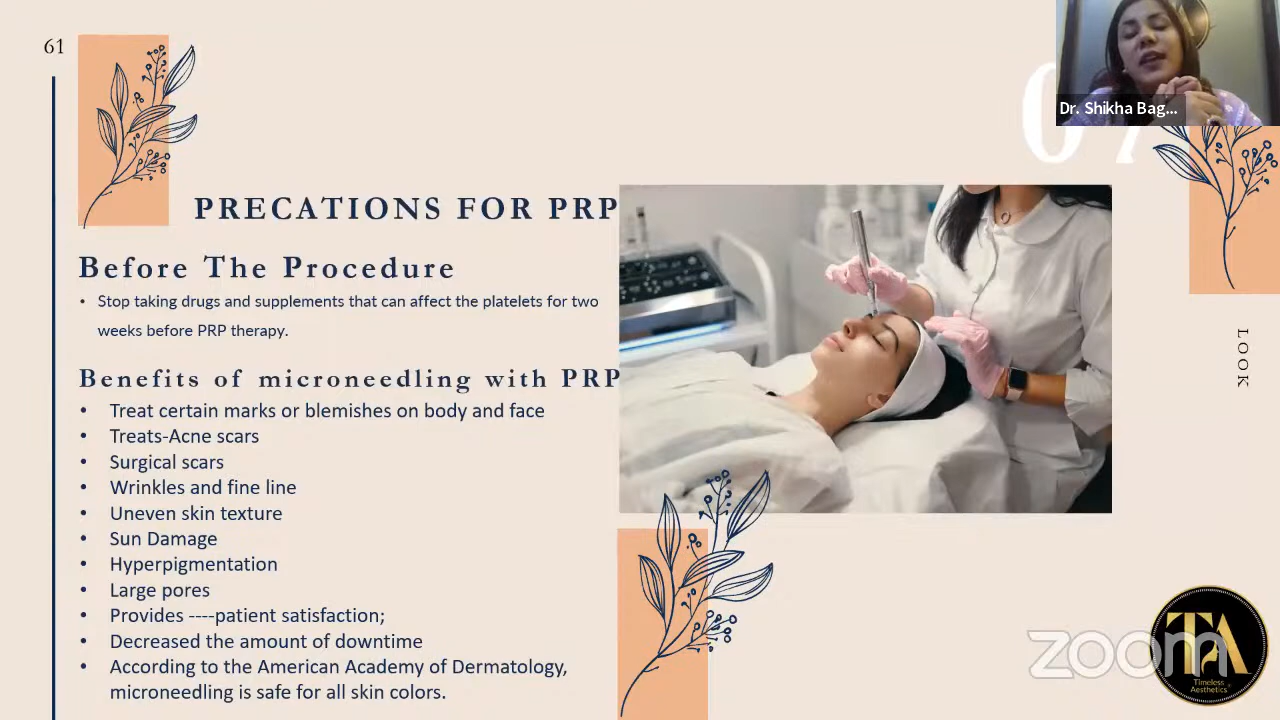 61
Dr. Shikha Bag...
07
PRECATIONS FOR PRP
Before The Procedure
• Stop taking drugs and supplements that can affect the platelets for two
weeks before PRP therapy.
Benefits of microneedling with PRP
• Treat certain marks or blemishes on body and face
• Treats-Acne scars
• Surgical scars
• Wrinkles and fine line
• Uneven skin texture
• Sun Damage
• Hyperpigmentation
• Large pores
• Provides ----patient satisfaction;
• Decreased the amount of downtime
• According to the American Academy of Dermatology,
microneedling is safe for all skin colors.
LOOK
zoom
TA
Timeless
Aesthetics